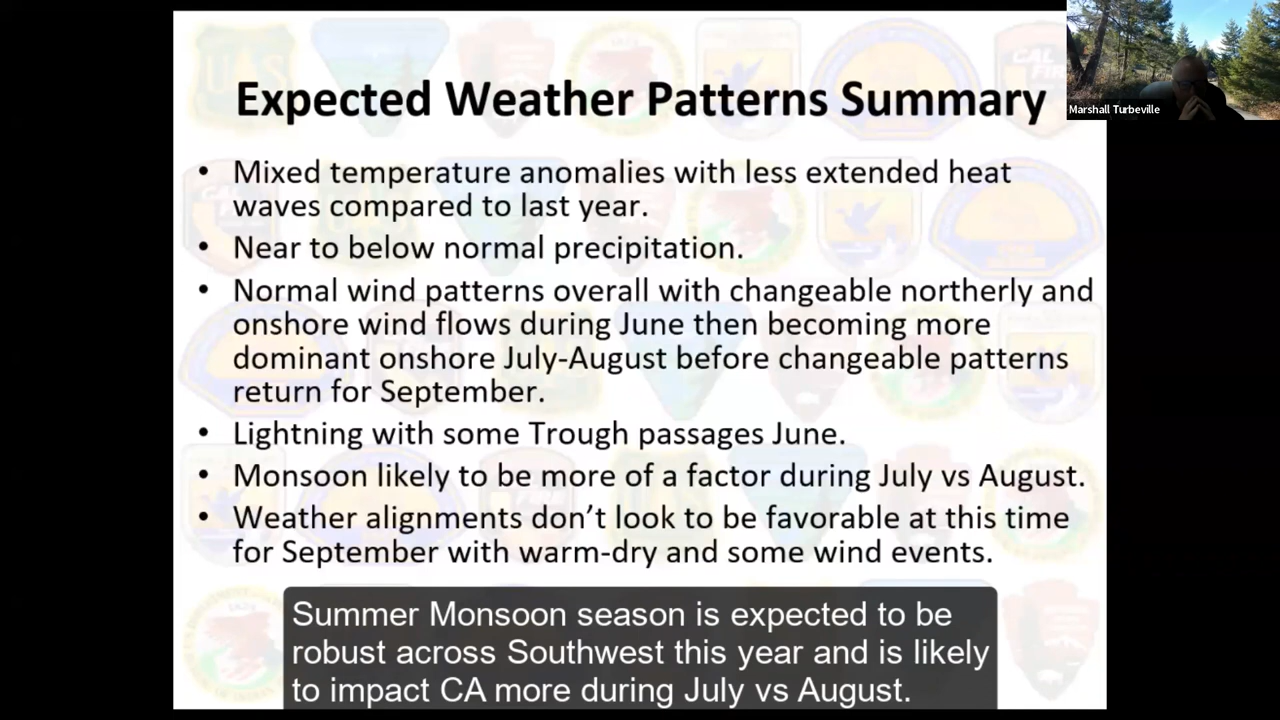 Expected Weather Patterns Summary
Marshall Turbeville
• Mixed temperature anomalies with less extended heat
waves compared to last year.
• Near to below normal precipitation.
• Normal wind patterns overall with changeable northerly and
onshore wind flows during June then becoming more
dominant onshore July-August before changeable patterns
return for September.
• Lightning with some Trough passages June.
• Monsoon likely to be more of a factor during July vs August.
• Weather alignments don’t look to be favorable at this time
for September with warm-dry and some wind events.
Summer Monsoon season is expected to be
robust across Southwest this year and is likely
to impact CA more during July vs August.